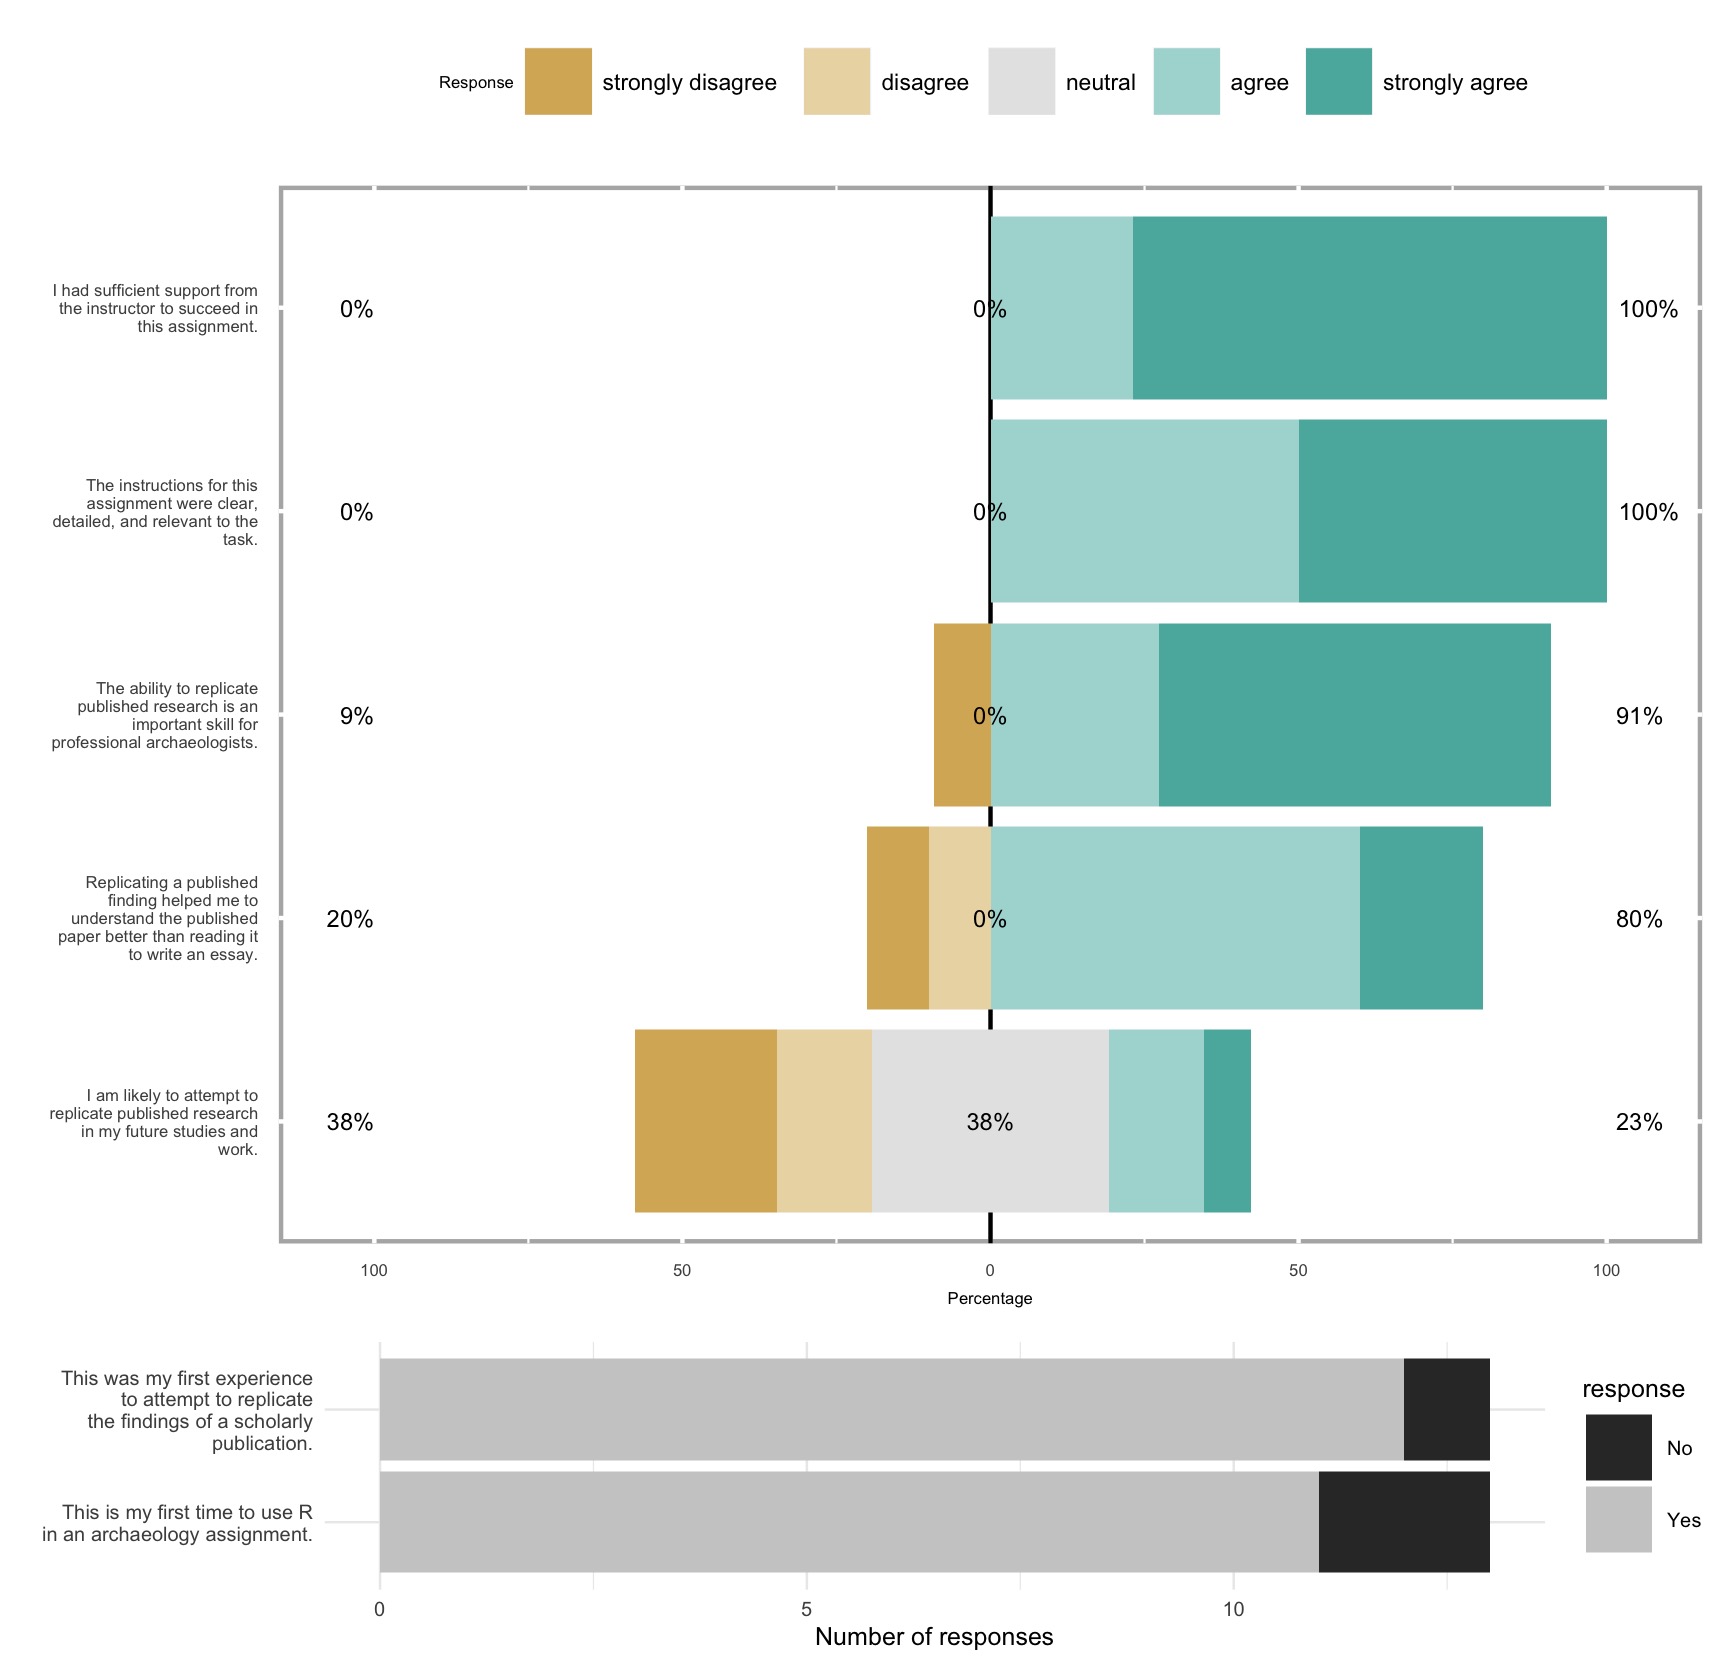 Response strongly disagree disagree neutral agree strongly agree
I had sufficient support from
the instructor to succeed in
this assignment.
0% 0% 100%
The instructions for this
assignment were clear,
detailed, and relevant to the
task.
0% 0% 100%
The ability to replicate
published research is an
important skill for
professional archaeologists.
9% 0% 91%
Replicating a published
finding helped me to
understand the published
paper better than reading it
to write an essay.
20% 0% 80%
I am likely to attempt to
replicate published research
in my future studies and
work.
38% 38% 23%
100 50 0 50 100
Percentage
This was my first experience
to attempt to replicate
the findings of a scholarly
publication.
This is my first time to use R
in an archaeology assignment.
0 5 10
Number of responses
response
No
Yes